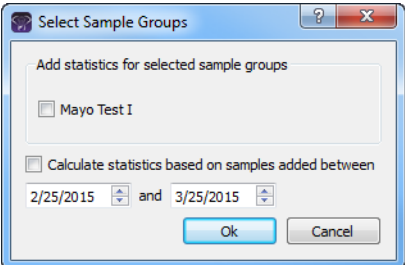 Select Sample Groups
Add statistics for selected sample groups
Mayo Test I
Calculate statistics based on samples added between
2/25/2015 and 3/25/2015
Ok Cancel